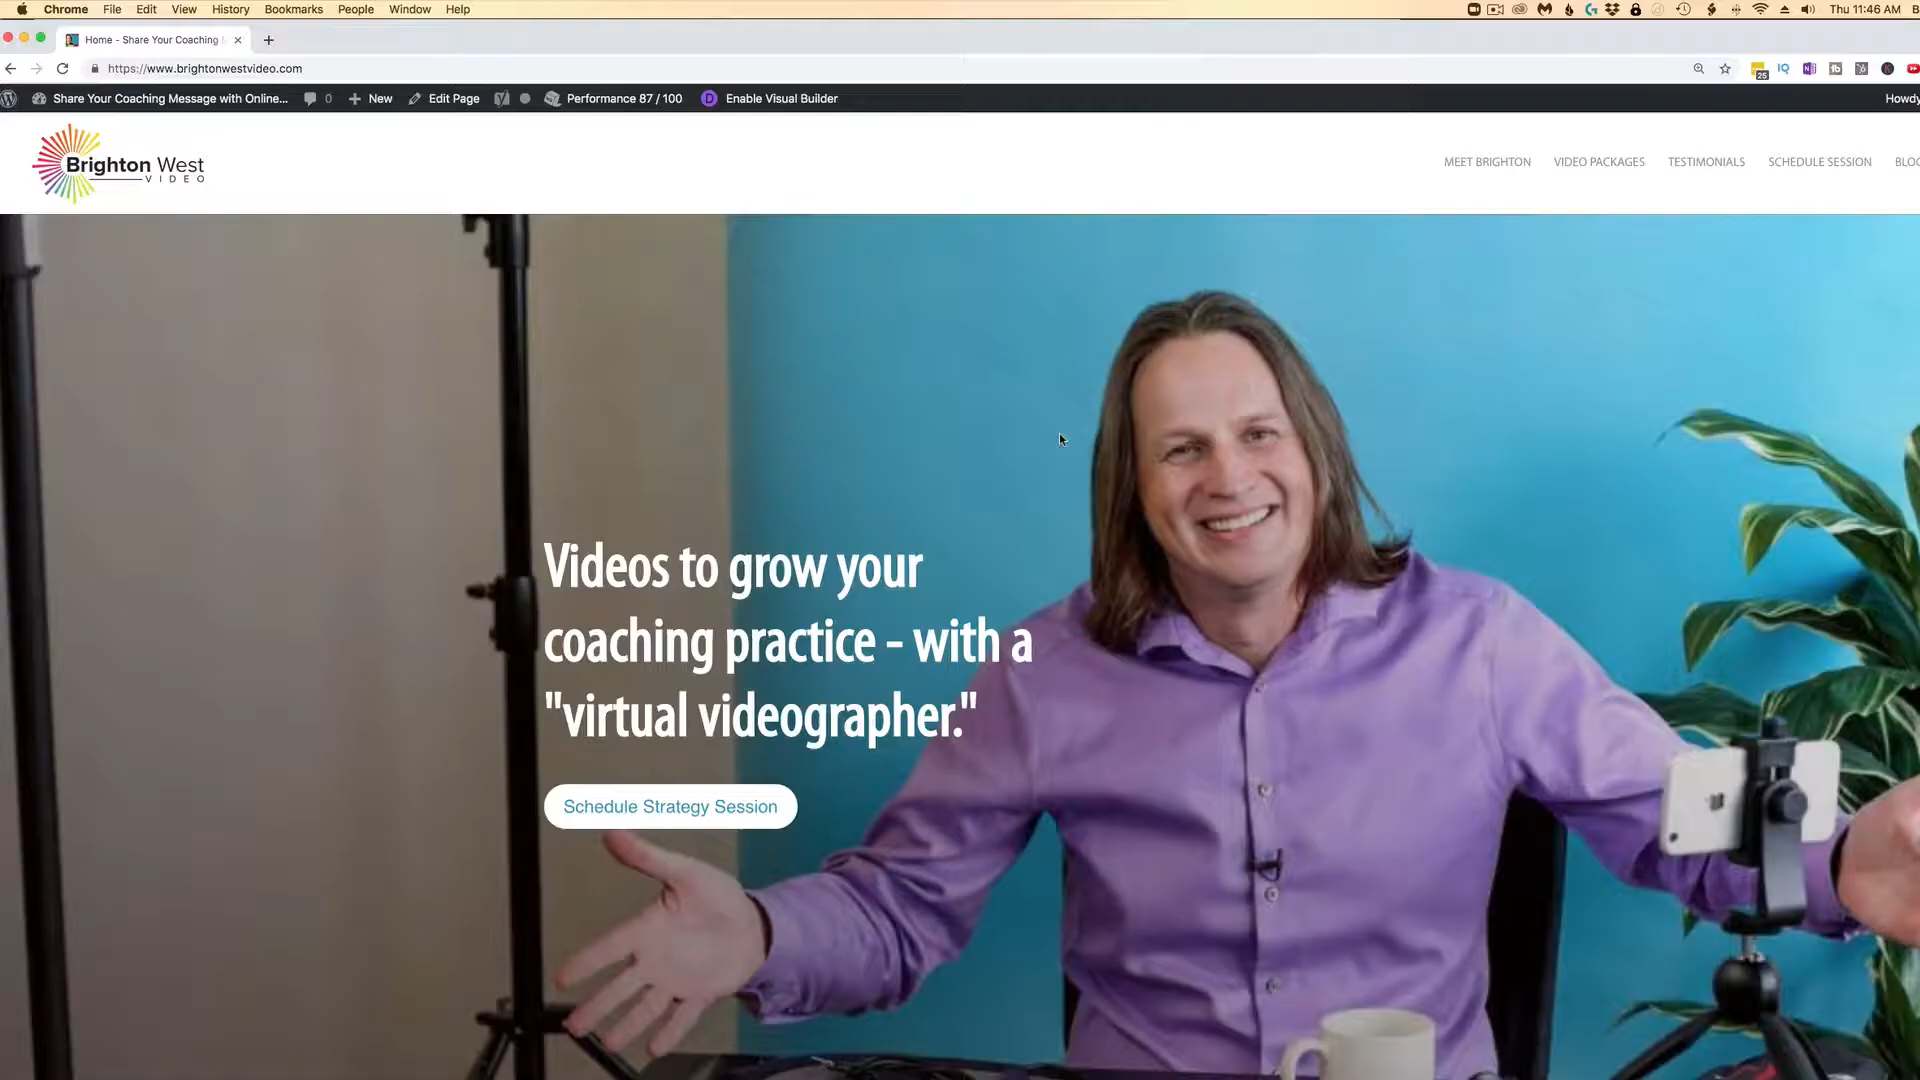 Chrome File Edit View History Bookmarks People Window Help
Thu 11:46 AM
Home - Share Your Coaching
https://www.brightonwestvideo.com
25
Share Your Coaching Message with Online... 0 New Edit Page Performance 87 / 100 Enable Visual Builder Howdy
Brighton West
VIDEO
MEET BRIGHTON VIDEO PACKAGES TESTIMONIALS SCHEDULE SESSION
Videos to grow your
coaching practice - with a
"virtual videographer."
Schedule Strategy Session